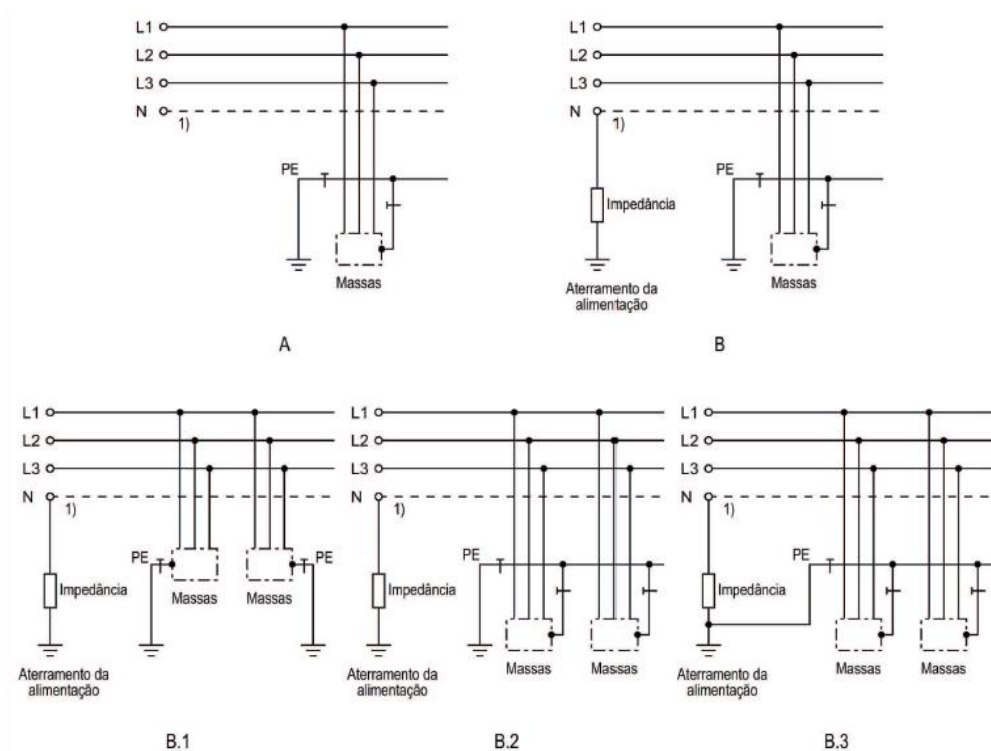 L1
L2
L3
N
1)
PE
Massas
A
L1
L2
L3
N
1)
PE
Impedância
Massas
Aterramento da
alimentação
B
L1
L2
L3
N
1)
PE
PE
Impedância
Massas
Massas
Aterramento da
alimentação
B.1
L1
L2
L3
N
1)
PE
Impedância
Massas
Massas
Aterramento da
alimentação
B.2
L1
L2
L3
N
1)
PE
Impedância
Massas
Massas
Aterramento da
alimentação
B.3